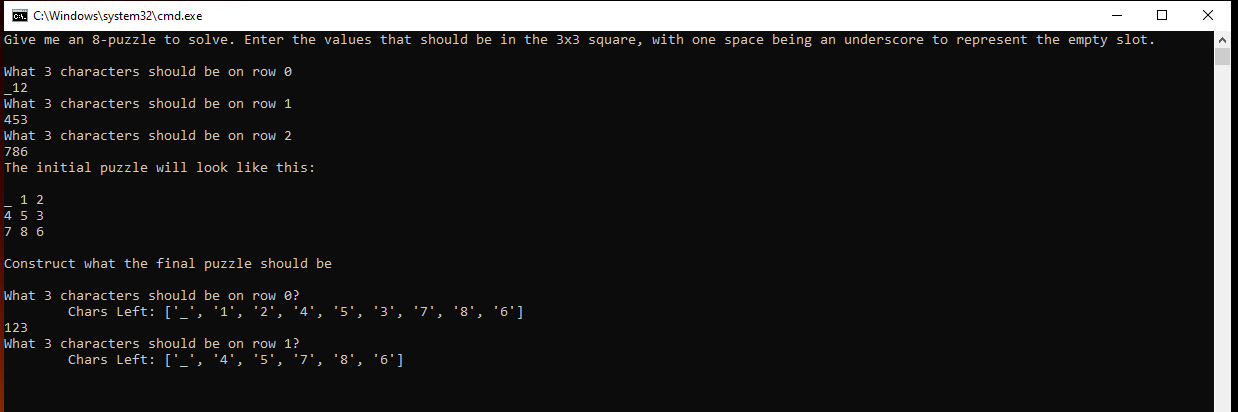 C:\Windows\system32\cmd.exe
Give me an 8-puzzle to solve. Enter the values that should be in the 3x3 square, with one space being an underscore to represent the empty slot.
What 3 characters should be on row 0
_12
What 3 characters should be on row 1
453
What 3 characters should be on row 2
786
The initial puzzle will look like this:
_ 1 2
4 5 3
7 8 6
Construct what the final puzzle should be
What 3 characters should be on row 0?
Chars Left: ['_', '1', '2', '4', '5', '3', '7', '8', '6']
123
What 3 characters should be on row 1?
Chars Left: ['_', '4', '5', '7', '8', '6']